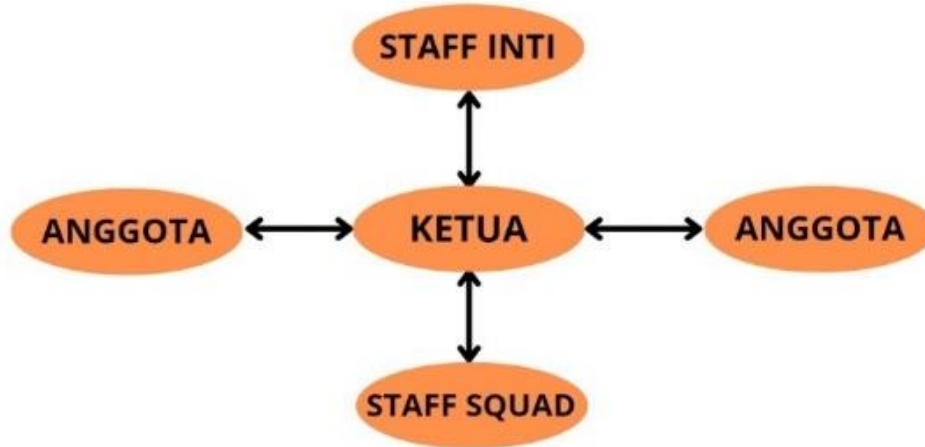 STAFF INTI
ANGGOTA
KETUA
ANGGOTA
STAFF SQUAD